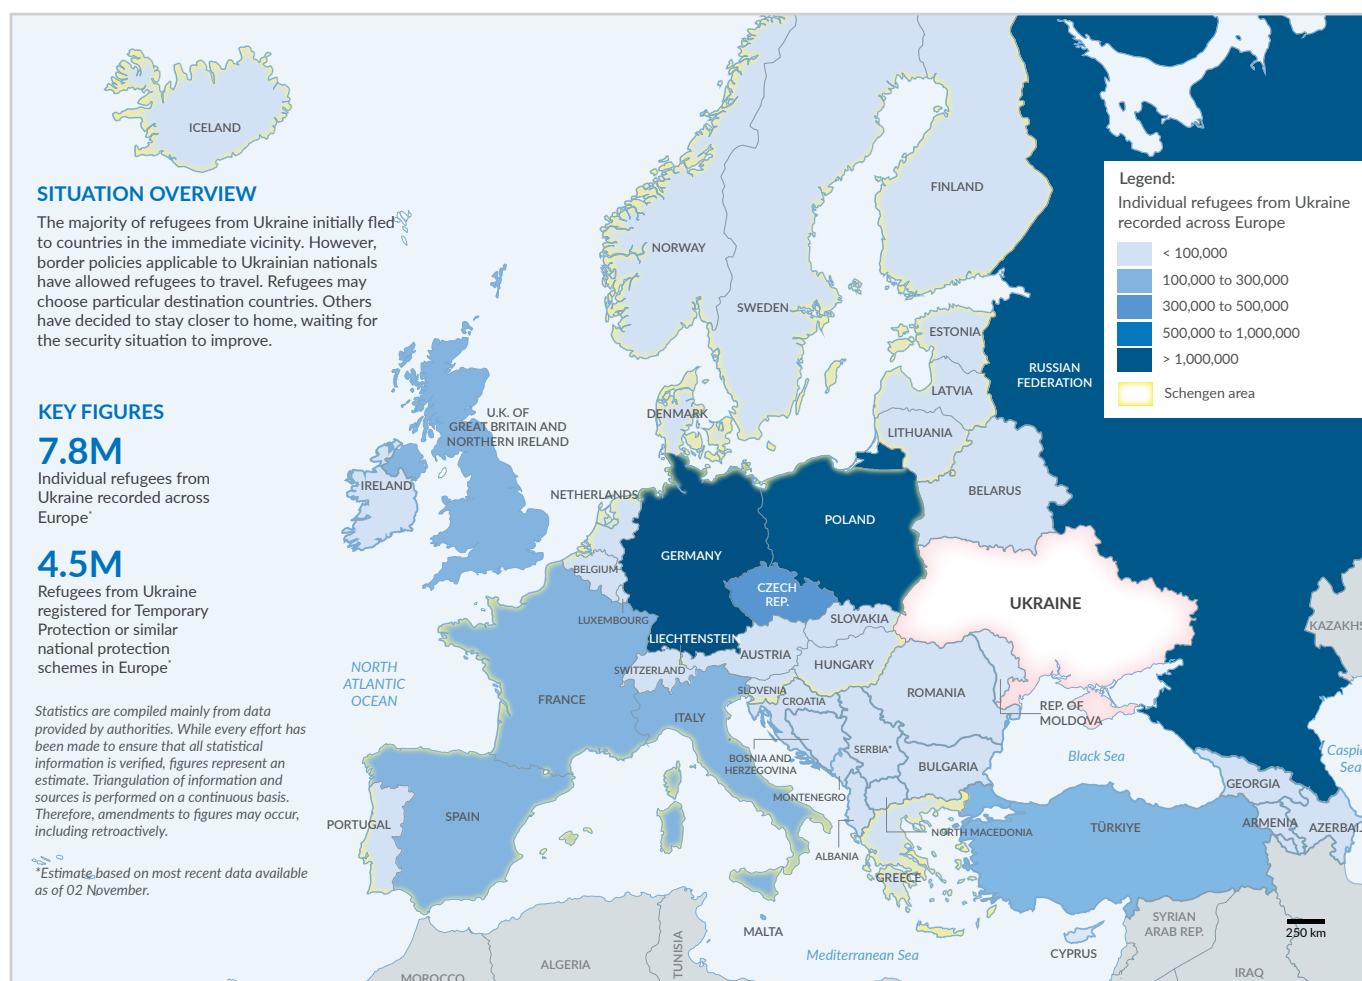 ICELAND
SITUATION OVERVIEW
The majority of refugees from Ukraine initially fled
to countries in the immediate vicinity. However,
border policies applicable to Ukrainian nationals
have allowed refugees to travel. Refugees may
choose particular destination countries. Others
have decided to stay closer to home, waiting for
the security situation to improve.
KEY FIGURES
7.8M
Individual refugees from
Ukraine recorded across
Europe*
4.5M
Refugees from Ukraine
registered for Temporary
Protection or similar
national protection
schemes in Europe*
Statistics are compiled mainly from data
provided by authorities. While every effort has
been made to ensure that all statistical
information is verified, figures represent an
estimate. Triangulation of information and
sources is performed on a continuous basis.
Therefore, amendments to figures may occur,
including retroactively.
*Estimate based on most recent data available
as of 02 November.
Legend:
Individual refugees from Ukraine
recorded across Europe
< 100,000
100,000 to 300,000
300,000 to 500,000
500,000 to 1,000,000
> 1,000,000
Schengen area
FINLAND
NORWAY
SWEDEN
ESTONIA
RUSSIAN
FEDERATION
LATVIA
DENMARK
LITHUANIA
U.K. OF
GREAT BRITAIN AND
NORTHERN IRELAND
IRELAND
NETHERLANDS
BELARUS
POLAND
GERMANY
BELGIUM
CZECH
REP.
UKRAINE
LUXEMBOURG
SLOVAKIA
KAZAKHS
LIECHTENSTEIN
AUSTRIA
HUNGARY
SWITZERLAND
NORTH
ATLANTIC
OCEAN
FRANCE
SLOVENIA
CROATIA
ROMANIA
ITALY
REP. OF
MOLDOVA
SERBIA*
BOSNIA AND
HERZEGOVINA
BULGARIA
Black Sea
Caspia
Sea
GEORGIA
MONTENEGRO
PORTUGAL
SPAIN
NORTH MACEDONIA
TÜRKIYE
ARMENIA
AZERBAIJ
ALBANIA
GREECE
MALTA
SYRIAN
ARAB REP.
250 km
CYPRUS
Mediterranean Sea
TUNISIA
ALGERIA
MOROCCO
IRAQ